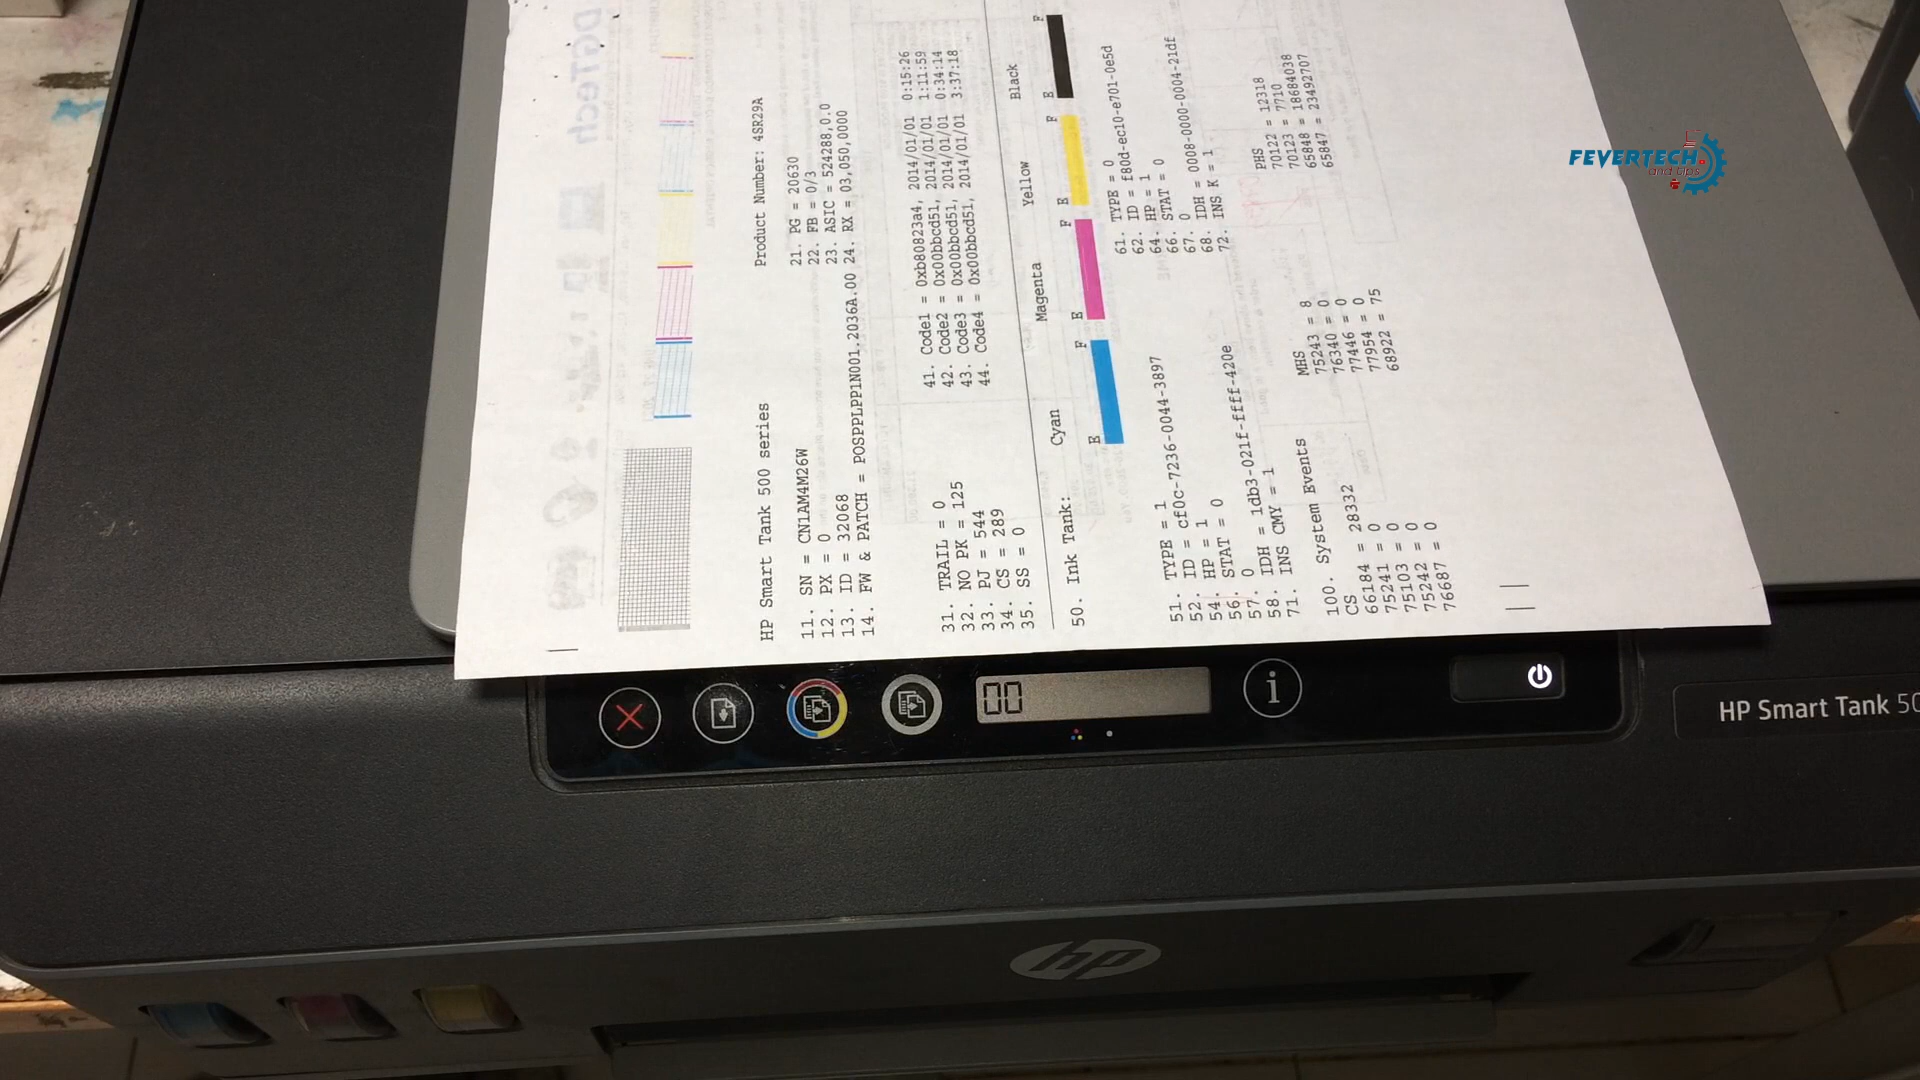 HP Smart Tank 500 series
Product Number: 4SR29A
11. SN = CN1AM4M26W
12. PX = 0
13. ID = 32068
14. FW & PATCH = POSPPLPP1N001.2036A.00
21. PG = 20630
22. FB = 0/3
23. ASIC = 524288,0.0
24. RX = 03,050,0000
31. TRAIL = 0
32. NO PK = 125
33. PJ = 544
34. CS = 289
35. SS = 0
41. Code1 = 0xb80823a4, 2014/01/01 0:15:26
42. Code2 = 0x00bbcd51, 2014/01/01 1:11:59
43. Code3 = 0x00bbcd51, 2014/01/01 0:34:14
44. Code4 = 0x00bbcd51, 2014/01/01 3:37:18
50. Ink Tank:
Cyan Magenta Yellow Black
E F E F E F E F
51. TYPE = 1
52. ID = cf0c-7236-0044-3897
54. HP = 1
56. STAT = 0
57. 0
58. IDH = 1db3-021f-ffff-420e
71. INS CMY = 1
61. TYPE = 0
62. ID = f80d-ec10-e701-0e5d
64. HP = 1
66. STAT = 0
67. 0
68. IDH = 0008-0000-0004-21df
72. INS K = 1
100. System Events
CS = 28332
66184 = 0
75241 = 0
75103 = 0
75242 = 0
76687 = 0
MHS
75243 = 8
76340 = 0
77446 = 0
77954 = 0
68922 = 75
PHS = 12318
70122 = 7710
70123 = 18684038
65848 = 23492707
65847 =
00
i
HP Smart Tank 50
hp
FEVERTECH
and tips
DGTech